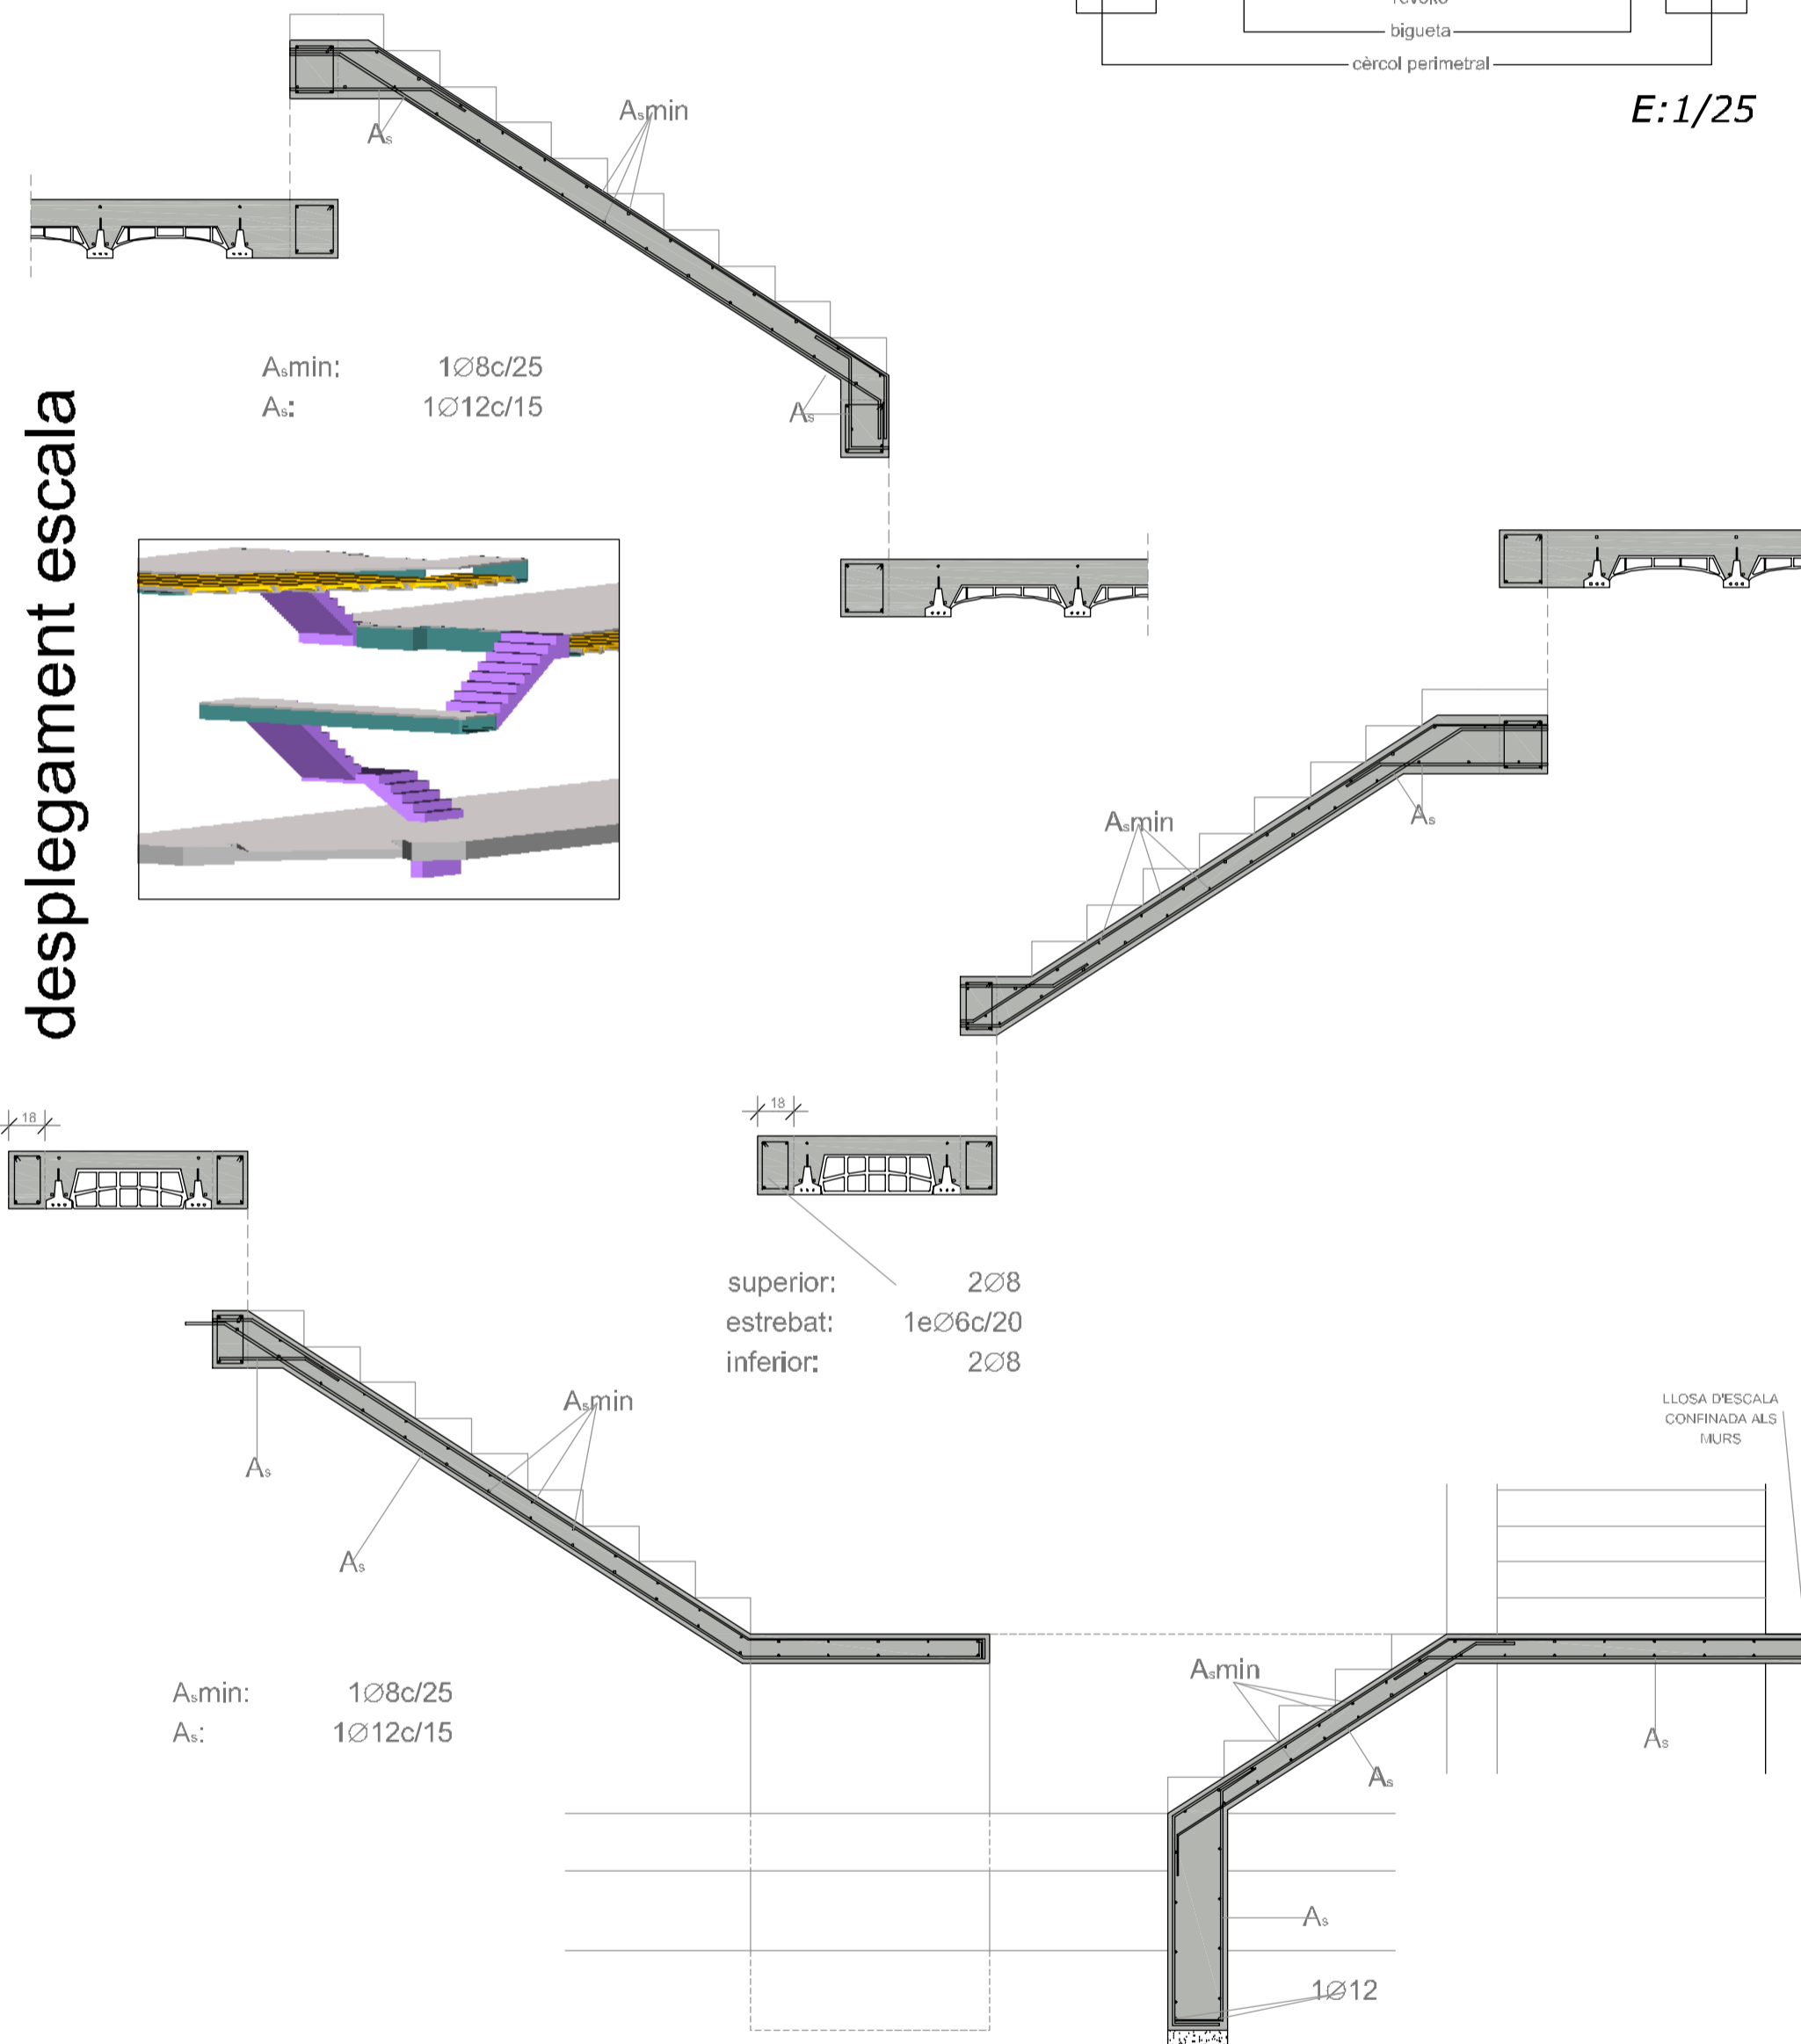 revoltó
bigueta
cèrcol perimetral
E:1/25
Asmin
As
Asmin: 1∅8c/25
As: 1∅12c/15
As
desplegament escala
Asmin
As
18
18
superior: 2∅8
estrebat: 1e∅6c/20
inferior: 2∅8
Asmin
As
As
LLOSA D'ESCALA
CONFINADA ALS
MURS
Asmin: 1∅8c/25
As: 1∅12c/15
Asmin
As
As
As
1∅12